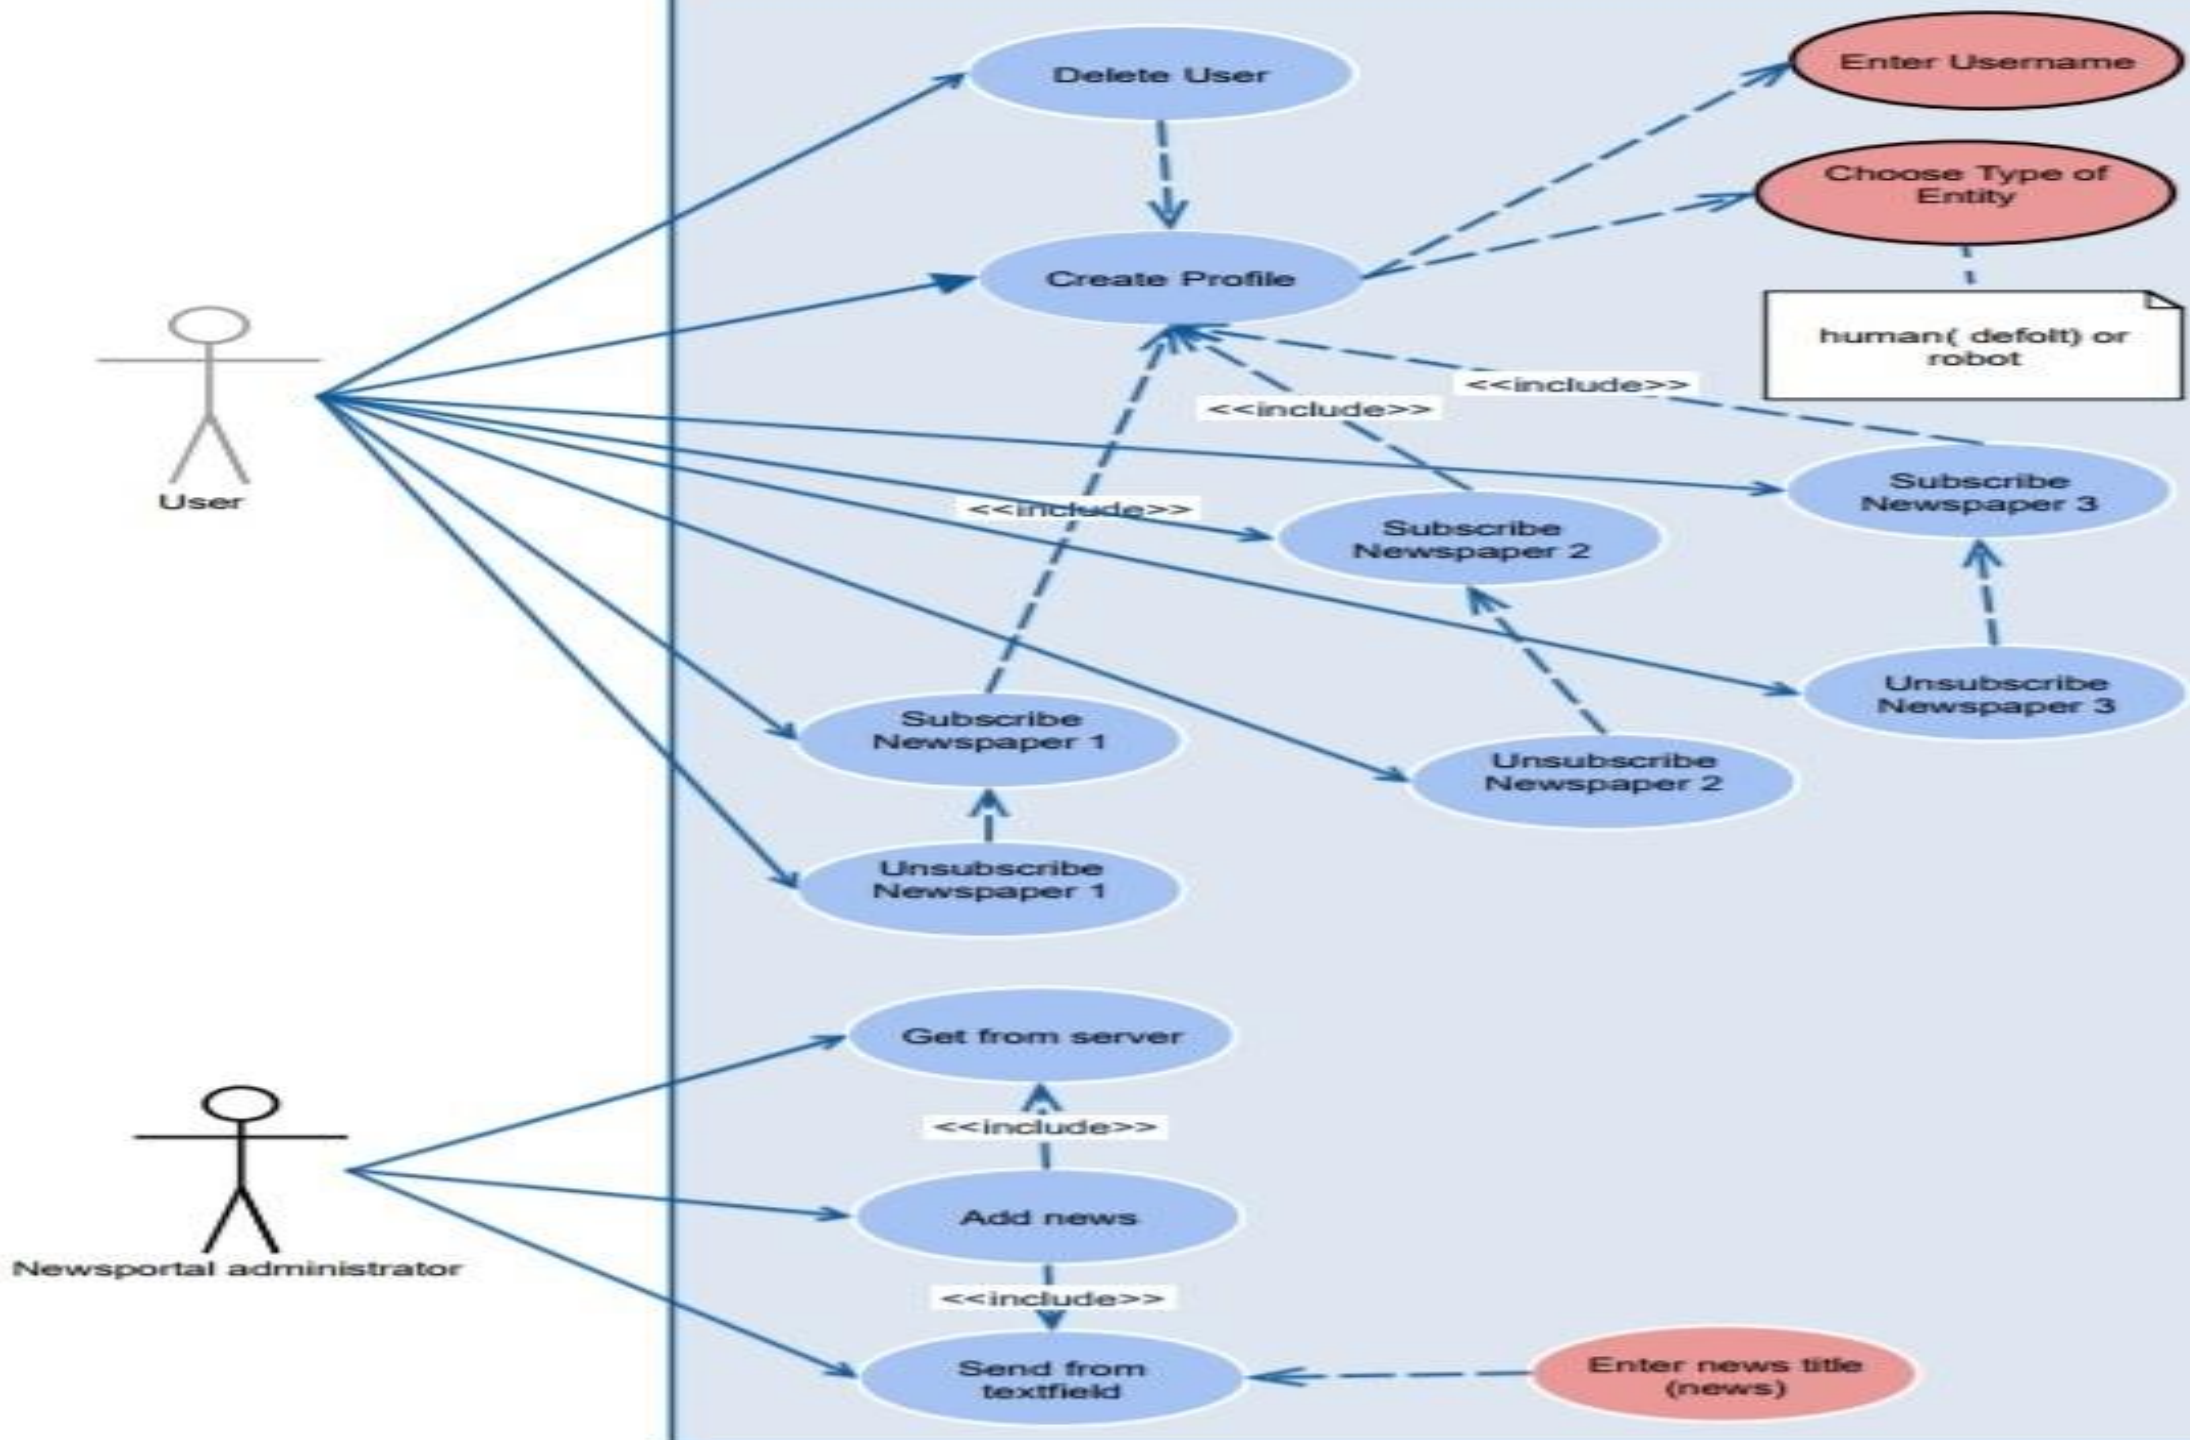 Delete User
Enter Username
Choose Type of
Entity
Create Profile
human( defolt) or
robot
<<include>>
<<include>>
<<include>>
User
Subscribe
Newspaper 3
Subscribe
Newspaper 2
Unsubscribe
Newspaper 3
Subscribe
Newspaper 1
Unsubscribe
Newspaper 2
Unsubscribe
Newspaper 1
Get from server
<<include>>
Add news
Newsportal administrator
<<include>>
Send from
textfield
Enter news title
(news)